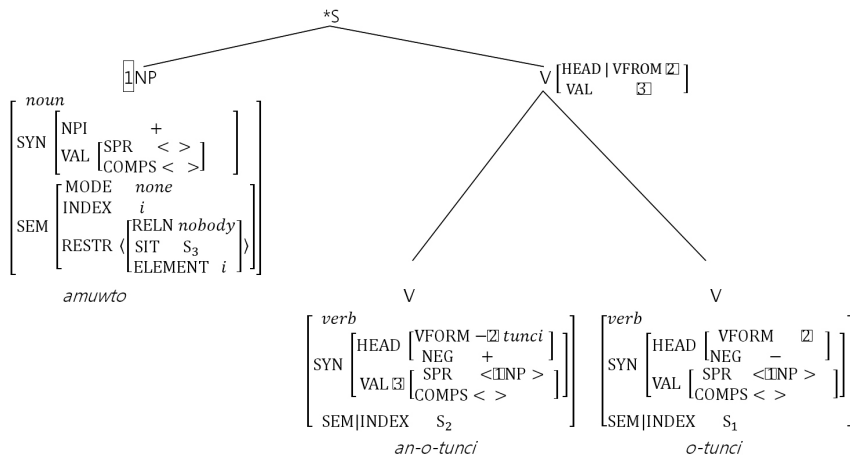 *S
1NP
V [HEAD | VFROM 2
VAL 3]
noun
SYN [NPI +
VAL [SPR < >
COMPS < >]]
SEM [MODE none
INDEX i
RESTR ⟨[RELN nobody
SIT S₃
ELEMENT i]⟩]
amuwto
V
verb
SYN [HEAD [VFORM −2 tunci
NEG +]
VAL 3 [SPR <1NP >
COMPS < >]]
SEM|INDEX S₂
an-o-tunci
V
verb
SYN [HEAD [VFORM 2
NEG −]
VAL [SPR <1NP >
COMPS < >]]
SEM|INDEX S₁
o-tunci